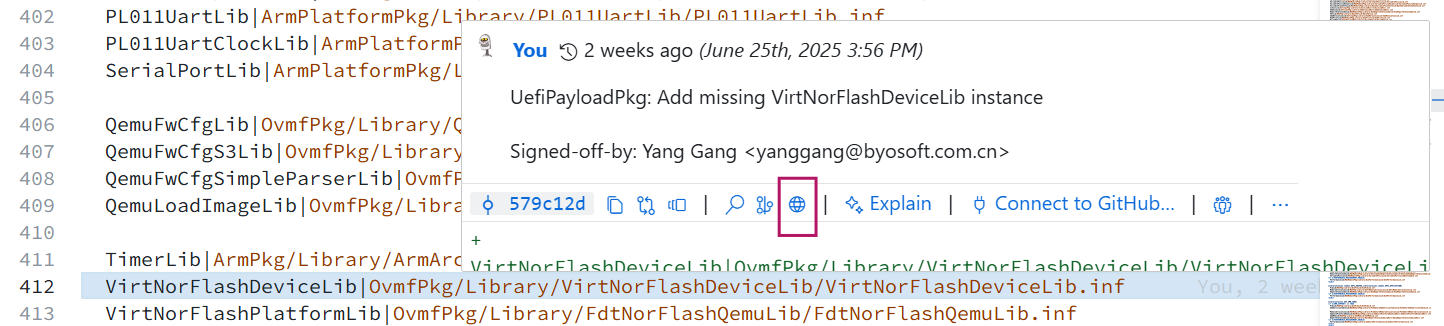 402 PL011UartLib|ArmPlatformPkg/Library/PL011UartLib/PL011UartLib.inf
403 PL011UartClockLib|ArmPlatformP
404 SerialPortLib|ArmPlatformPkg/L
405
406 QemuFwCfgLib|OvmfPkg/Library/Q
407 QemuFwCfgS3Lib|OvmfPkg/Library
408 QemuFwCfgSimpleParserLib|OvmfP
409 QemuLoadImageLib|OvmfPkg/Libra
410
411 TimerLib|ArmPkg/Library/ArmArc
412 VirtNorFlashDeviceLib|OvmfPkg/Library/VirtNorFlashDeviceLib/VirtNorFlashDeviceLib.inf You, 2 wee
413 VirtNorFlashPlatformLib|OvmfPkg/Library/FdtNorFlashQemuLib/FdtNorFlashQemuLib.inf
You 2 weeks ago (June 25th, 2025 3:56 PM)
UefiPayloadPkg: Add missing VirtNorFlashDeviceLib instance
Signed-off-by: Yang Gang <yanggang@byosoft.com.cn>
579c12d | | Explain | Connect to GitHub... | | ...
+
VirtNorFlashDeviceLib|OvmfPkg/Library/VirtNorFlashDeviceLib/VirtNorFlashDeviceLi